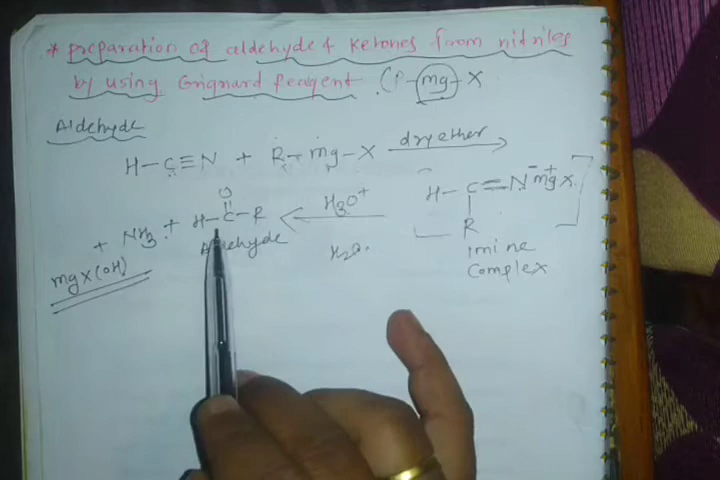 * preparation of aldehyde & ketones from nitriles
by using Grignard Reagent (R-mg-X
Aldehyde
H-C≡N + R-mg-X dry ether
H-C=N⁻mg⁺X
R
imine
complex
H₃O⁺
H₂O
O
H-C-R
Aldehyde
+ NH₃ +
mgX(OH)